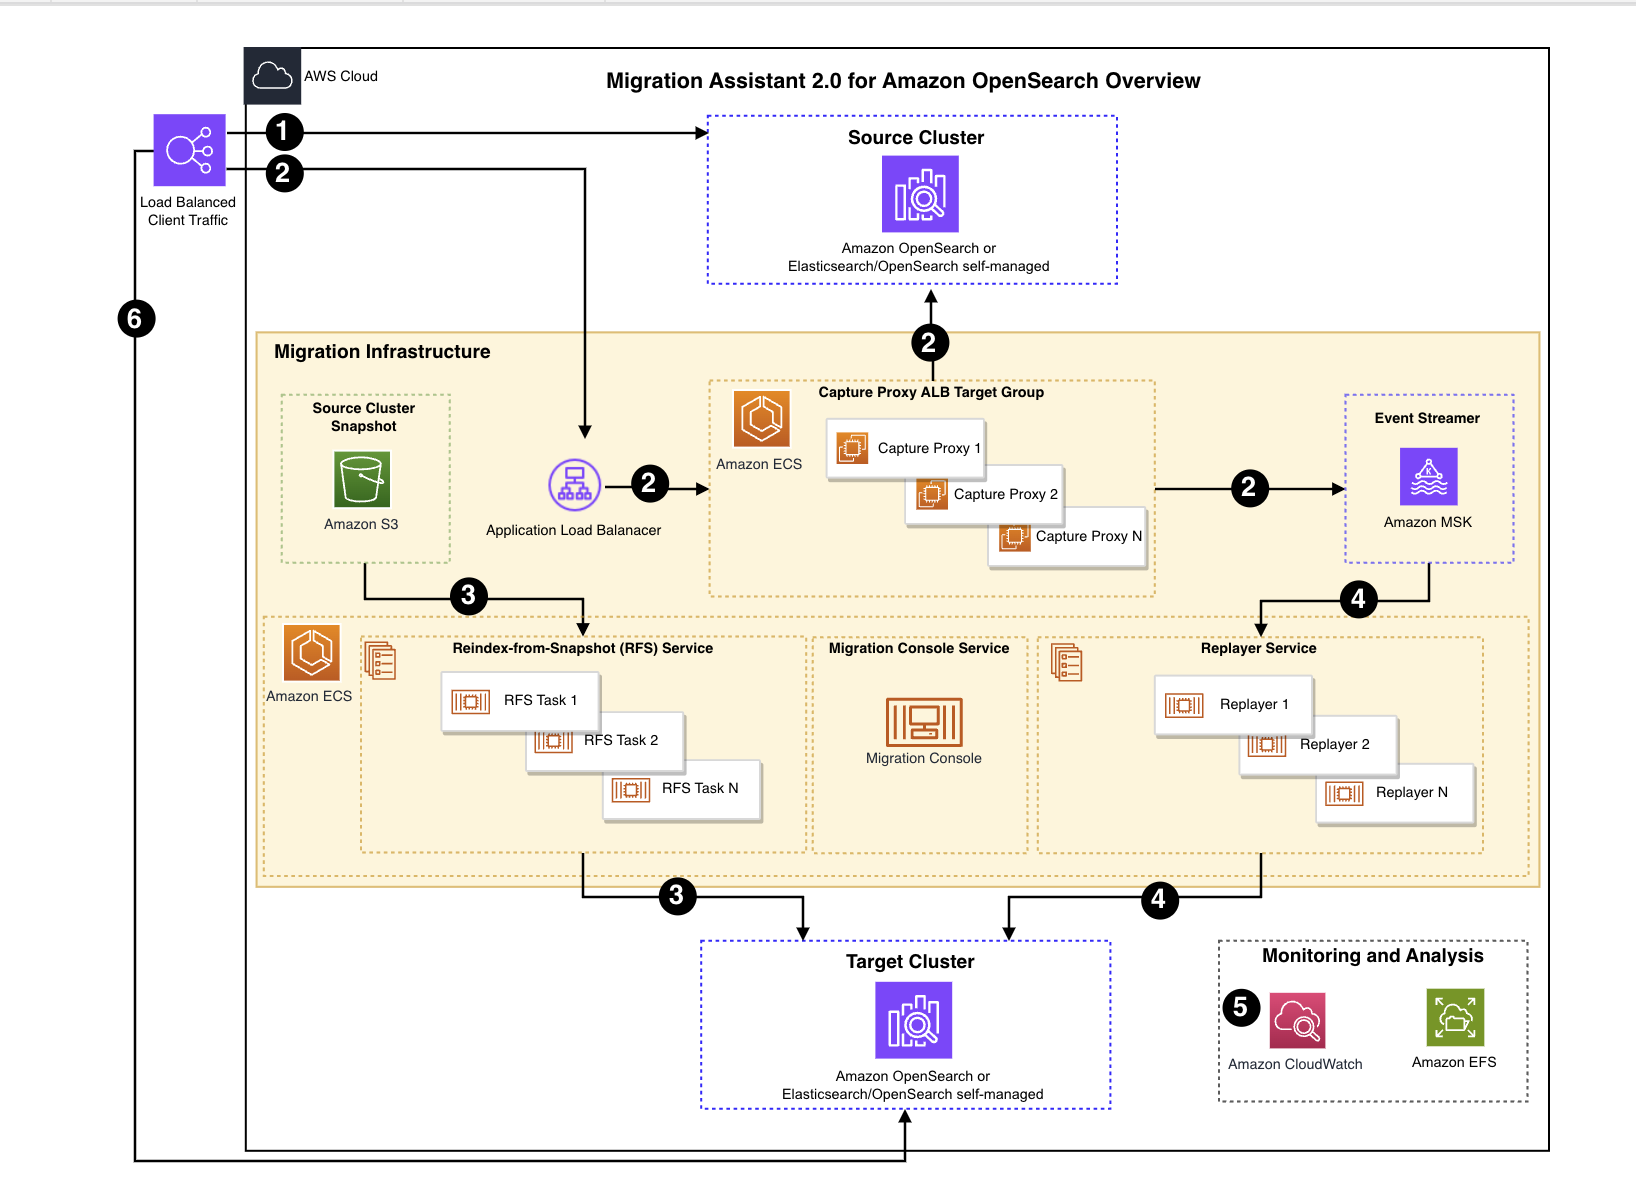 AWS Cloud
Migration Assistant 2.0 for Amazon OpenSearch Overview
1
2
Load Balanced
Client Traffic
Source Cluster
Amazon OpenSearch or
Elasticsearch/OpenSearch self-managed
6
2
Migration Infrastructure
Source Cluster
Snapshot
Amazon S3
Application Load Balanacer
2
Capture Proxy ALB Target Group
Amazon ECS
Capture Proxy 1
Capture Proxy 2
Capture Proxy N
2
Event Streamer
Amazon MSK
3
4
Amazon ECS
Reindex-from-Snapshot (RFS) Service
RFS Task 1
RFS Task 2
RFS Task N
Migration Console Service
Migration Console
Replayer Service
Replayer 1
Replayer 2
Replayer N
3
4
Target Cluster
Amazon OpenSearch or
Elasticsearch/OpenSearch self-managed
Monitoring and Analysis
5
Amazon CloudWatch
Amazon EFS